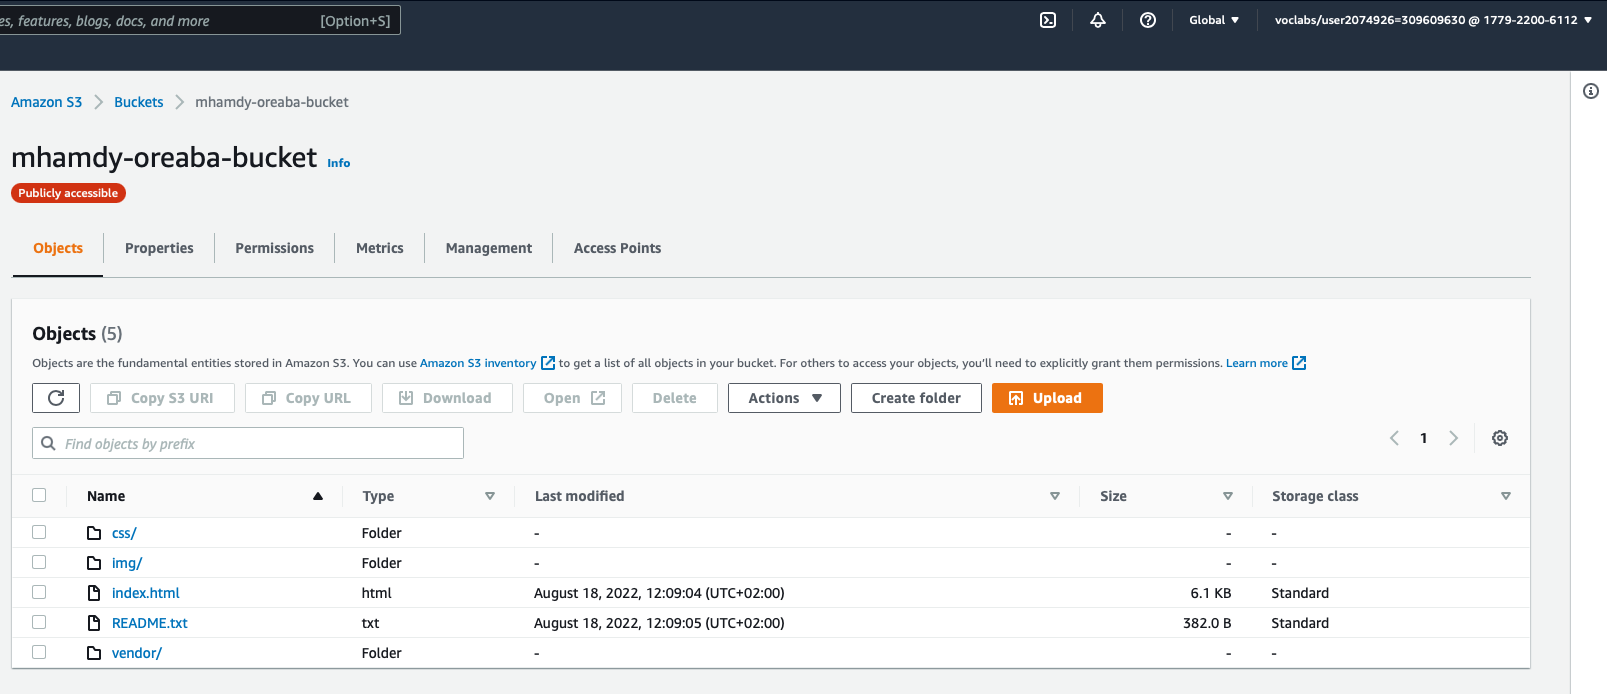 es, features, blogs, docs, and more [Option+S] Global voclabs/user2074926=309609630 @ 1779-2200-6112
Amazon S3 Buckets mhamdy-oreaba-bucket
mhamdy-oreaba-bucket Info
Publicly accessible
Objects Properties Permissions Metrics Management Access Points
Objects (5)
Objects are the fundamental entities stored in Amazon S3. You can use Amazon S3 inventory to get a list of all objects in your bucket. For others to access your objects, you'll need to explicitly grant them permissions. Learn more
Copy S3 URI Copy URL Download Open Delete Actions Create folder Upload
Find objects by prefix 1
Name Type Last modified Size Storage class
css/ Folder - - -
img/ Folder - - -
index.html html August 18, 2022, 12:09:04 (UTC+02:00) 6.1 KB Standard
README.txt txt August 18, 2022, 12:09:05 (UTC+02:00) 382.0 B Standard
vendor/ Folder - - -